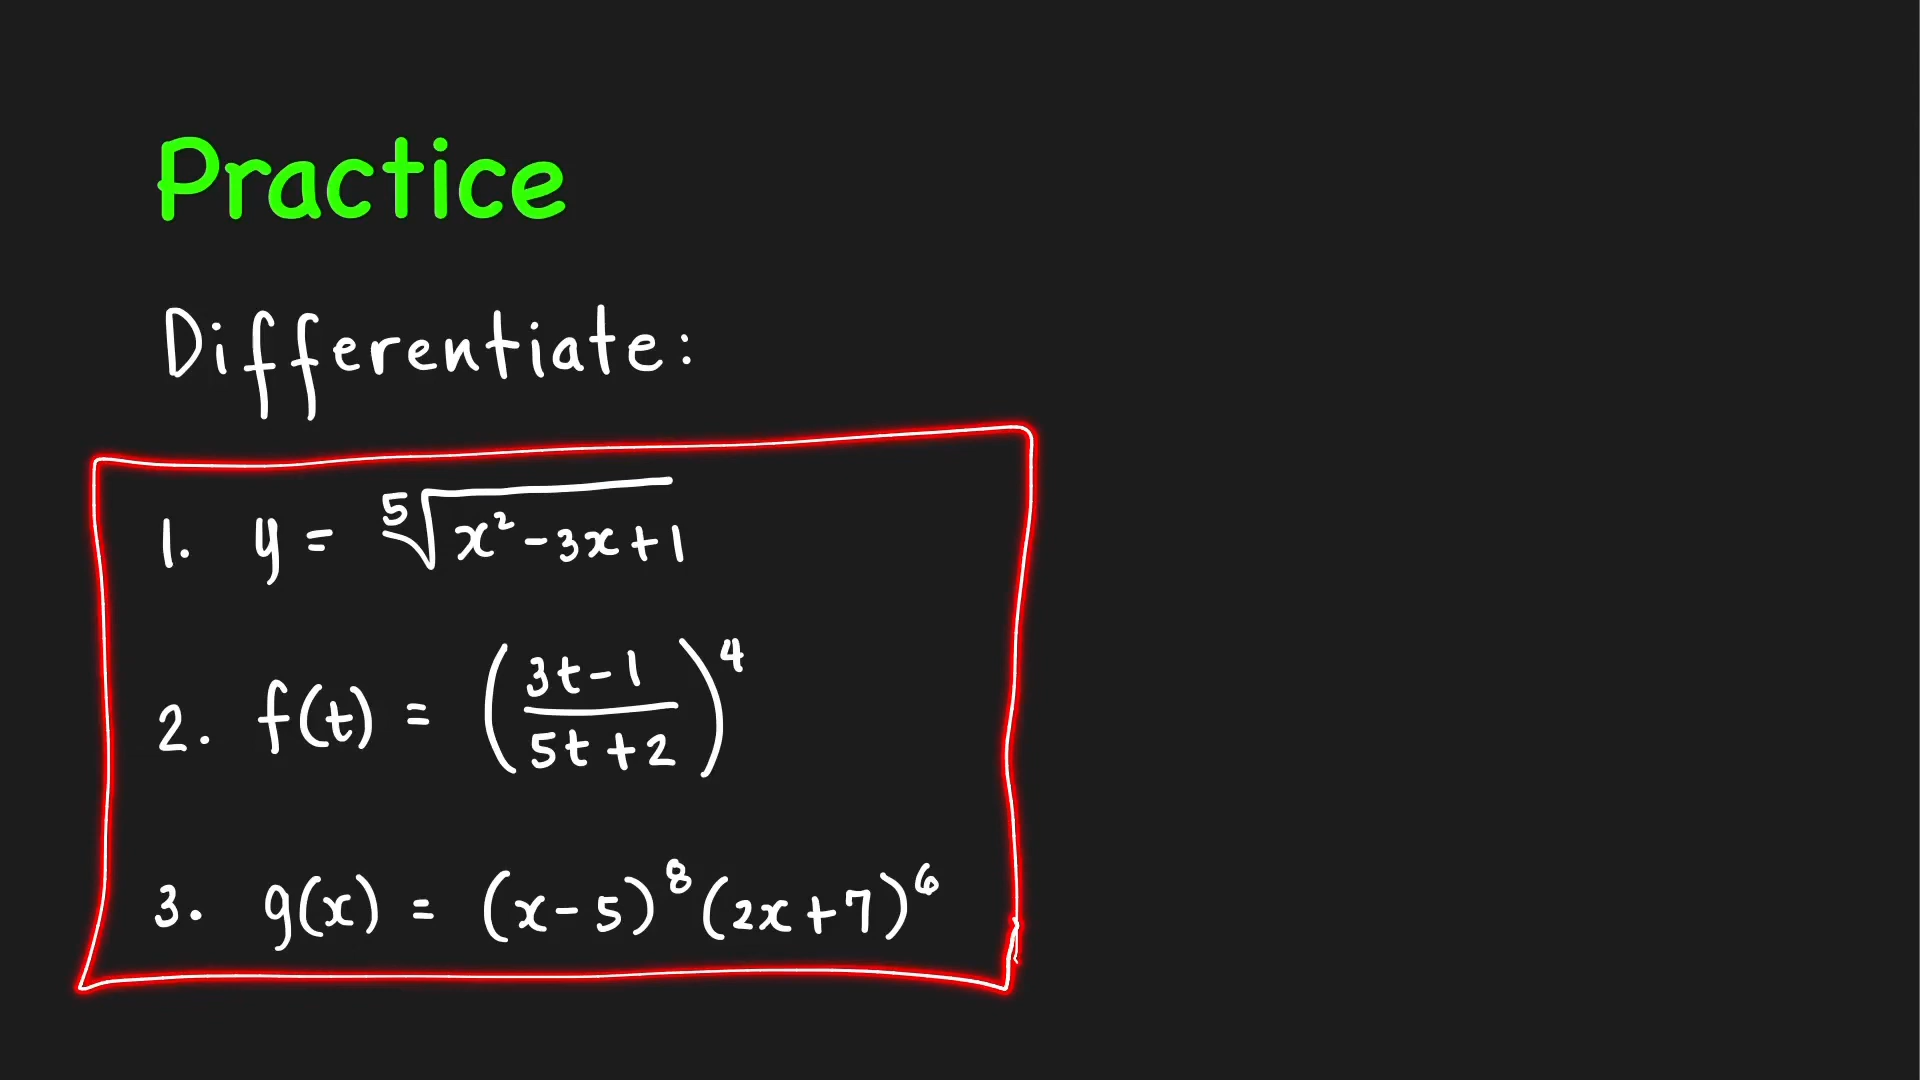 Practice
Differentiate:
1. y = ⁵√(x² - 3x + 1)
2. f(t) = ((3t - 1)/(5t + 2))⁴
3. g(x) = (x - 5)⁸ (2x + 7)⁶